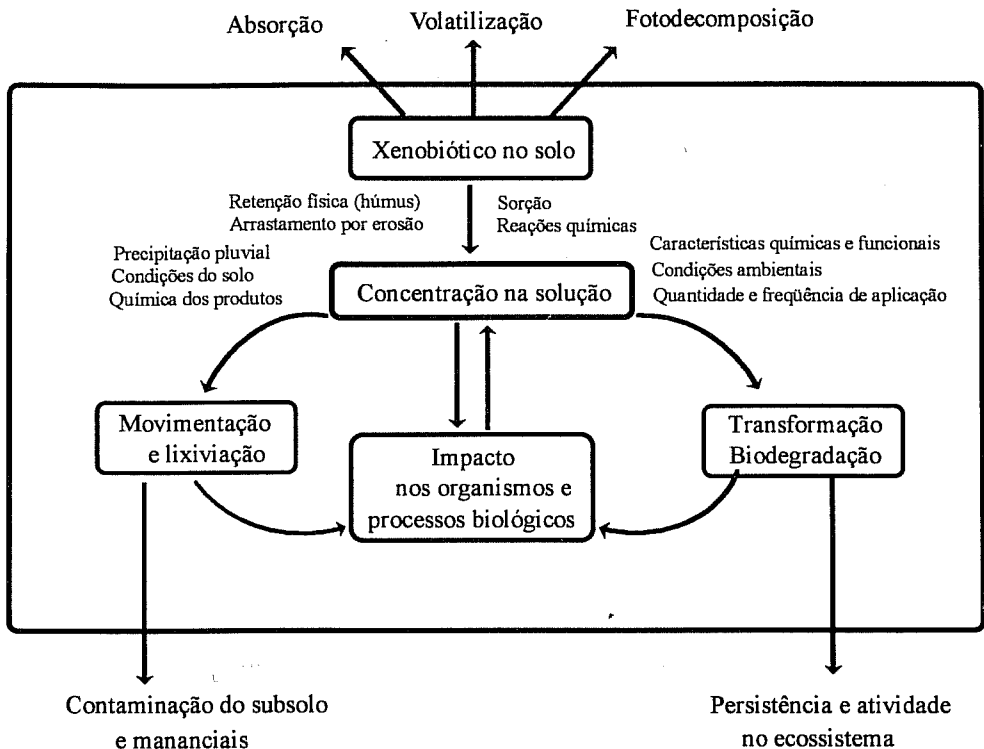 Absorção
Volatilização
Fotodecomposição
Xenobiótico no solo
Retenção física (húmus)
Arrastamento por erosão
Sorção
Reações químicas
Precipitação pluvial
Condições do solo
Química dos produtos
Características químicas e funcionais
Condições ambientais
Quantidade e freqüência de aplicação
Concentração na solução
Movimentação
e lixiviação
Impacto
nos organismos e
processos biológicos
Transformação
Biodegradação
Contaminação do subsolo
e mananciais
Persistência e atividade
no ecossistema